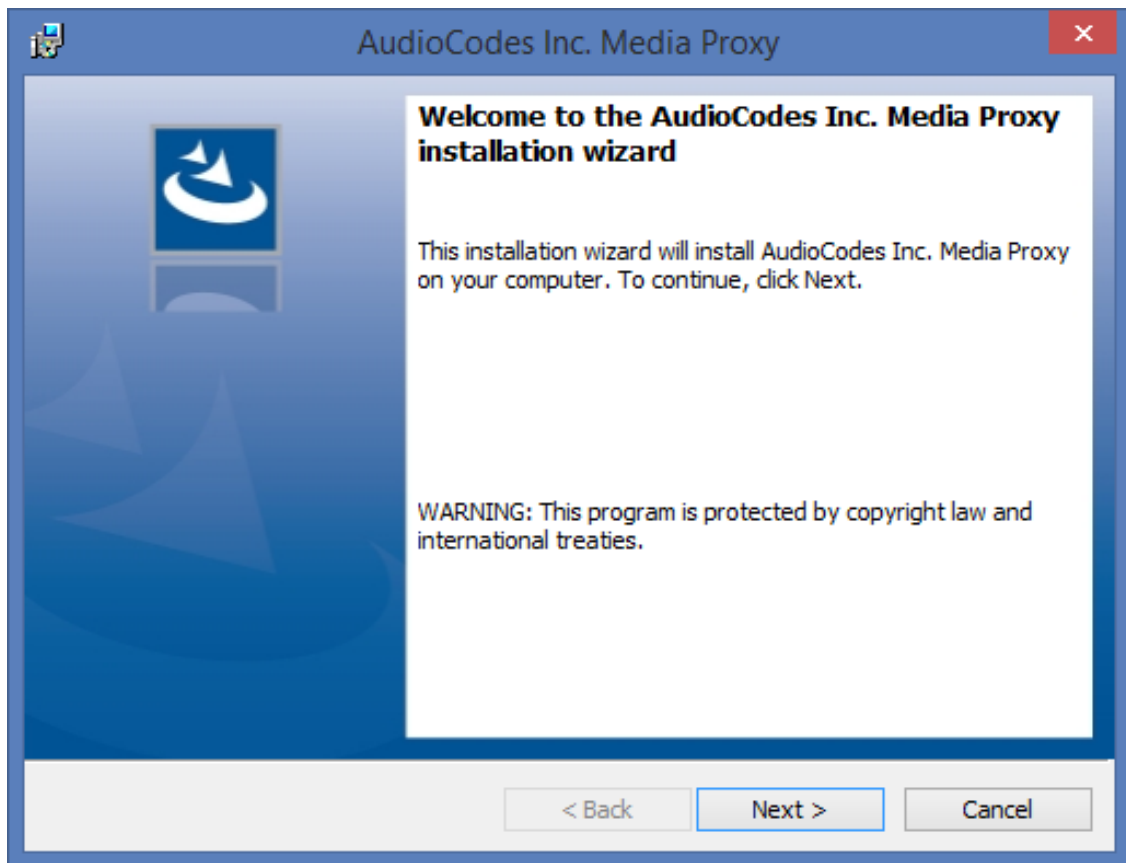 AudioCodes Inc. Media Proxy
Welcome to the AudioCodes Inc. Media Proxy
installation wizard
This installation wizard will install AudioCodes Inc. Media Proxy
on your computer. To continue, click Next.
WARNING: This program is protected by copyright law and
international treaties.
< Back Next > Cancel